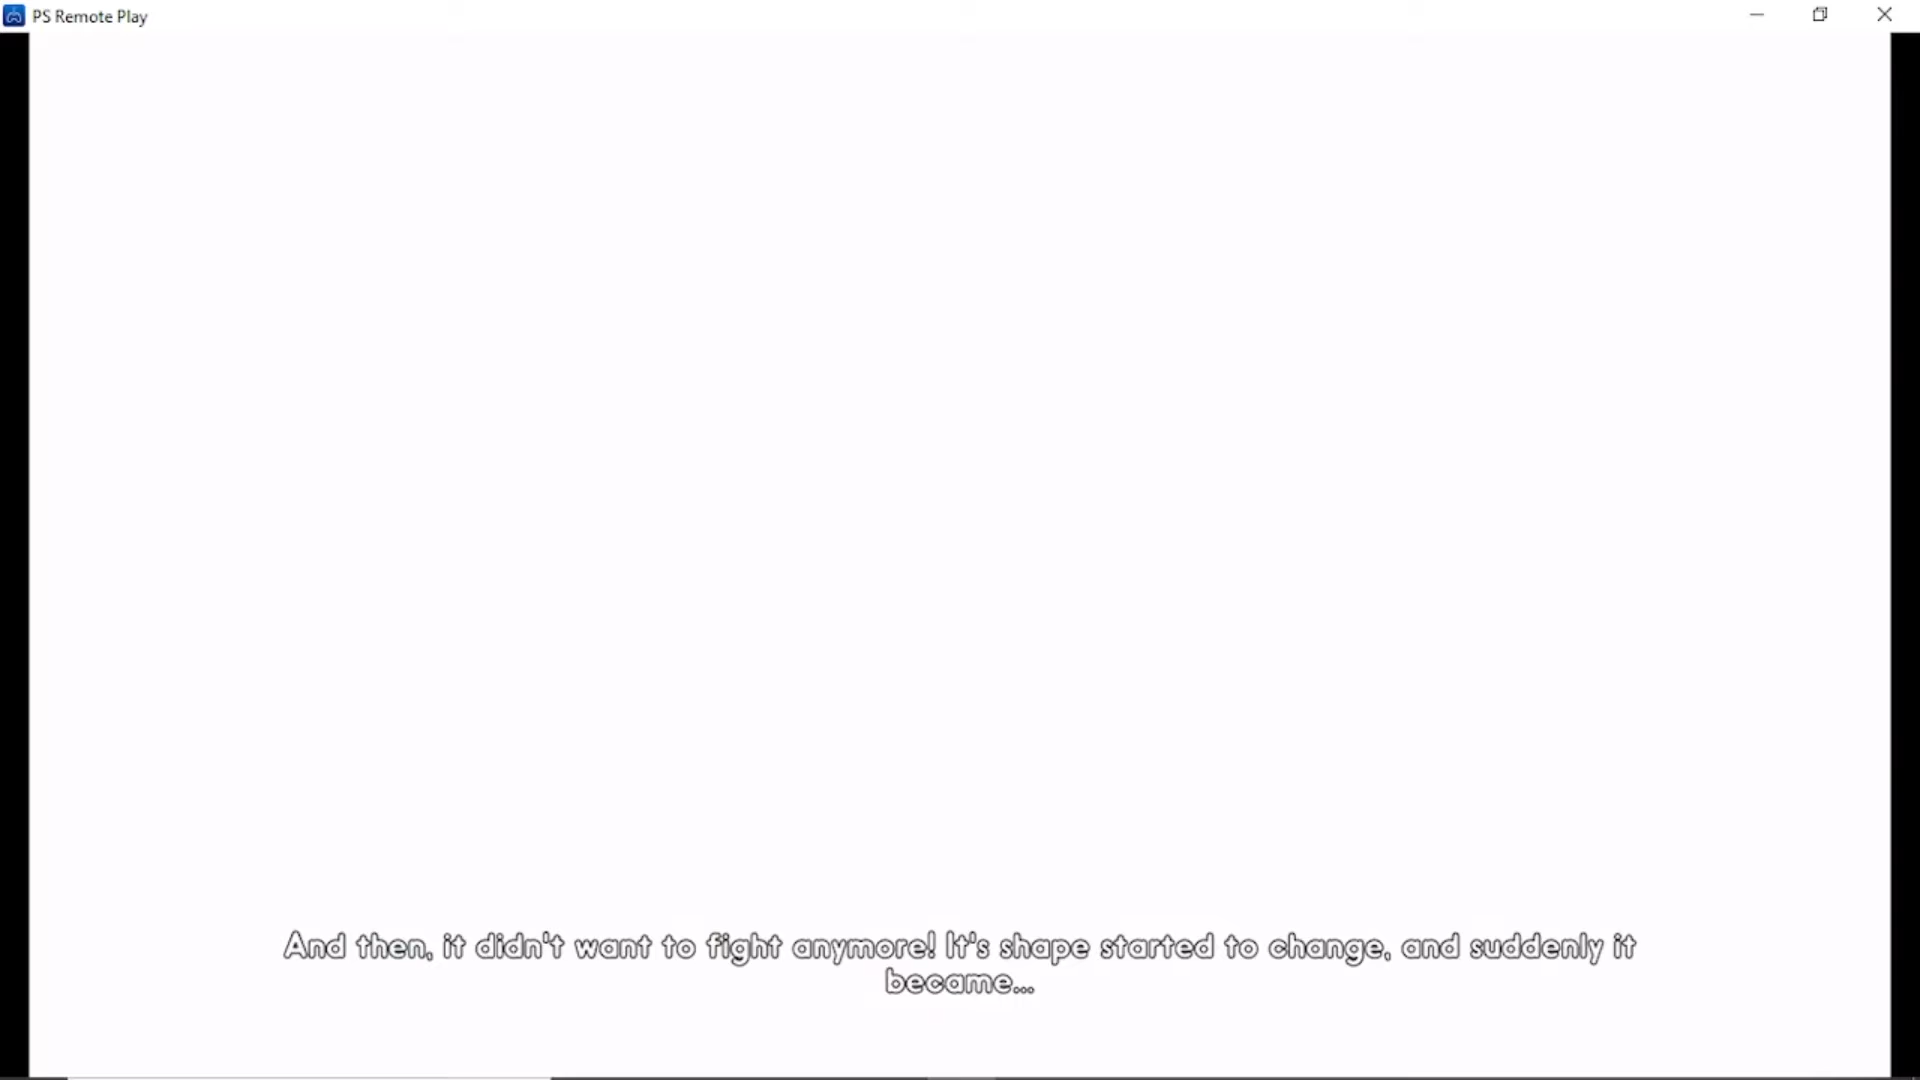 PS Remote Play
And then, it didn't want to fight anymore! It's shape started to change, and suddenly it
became...